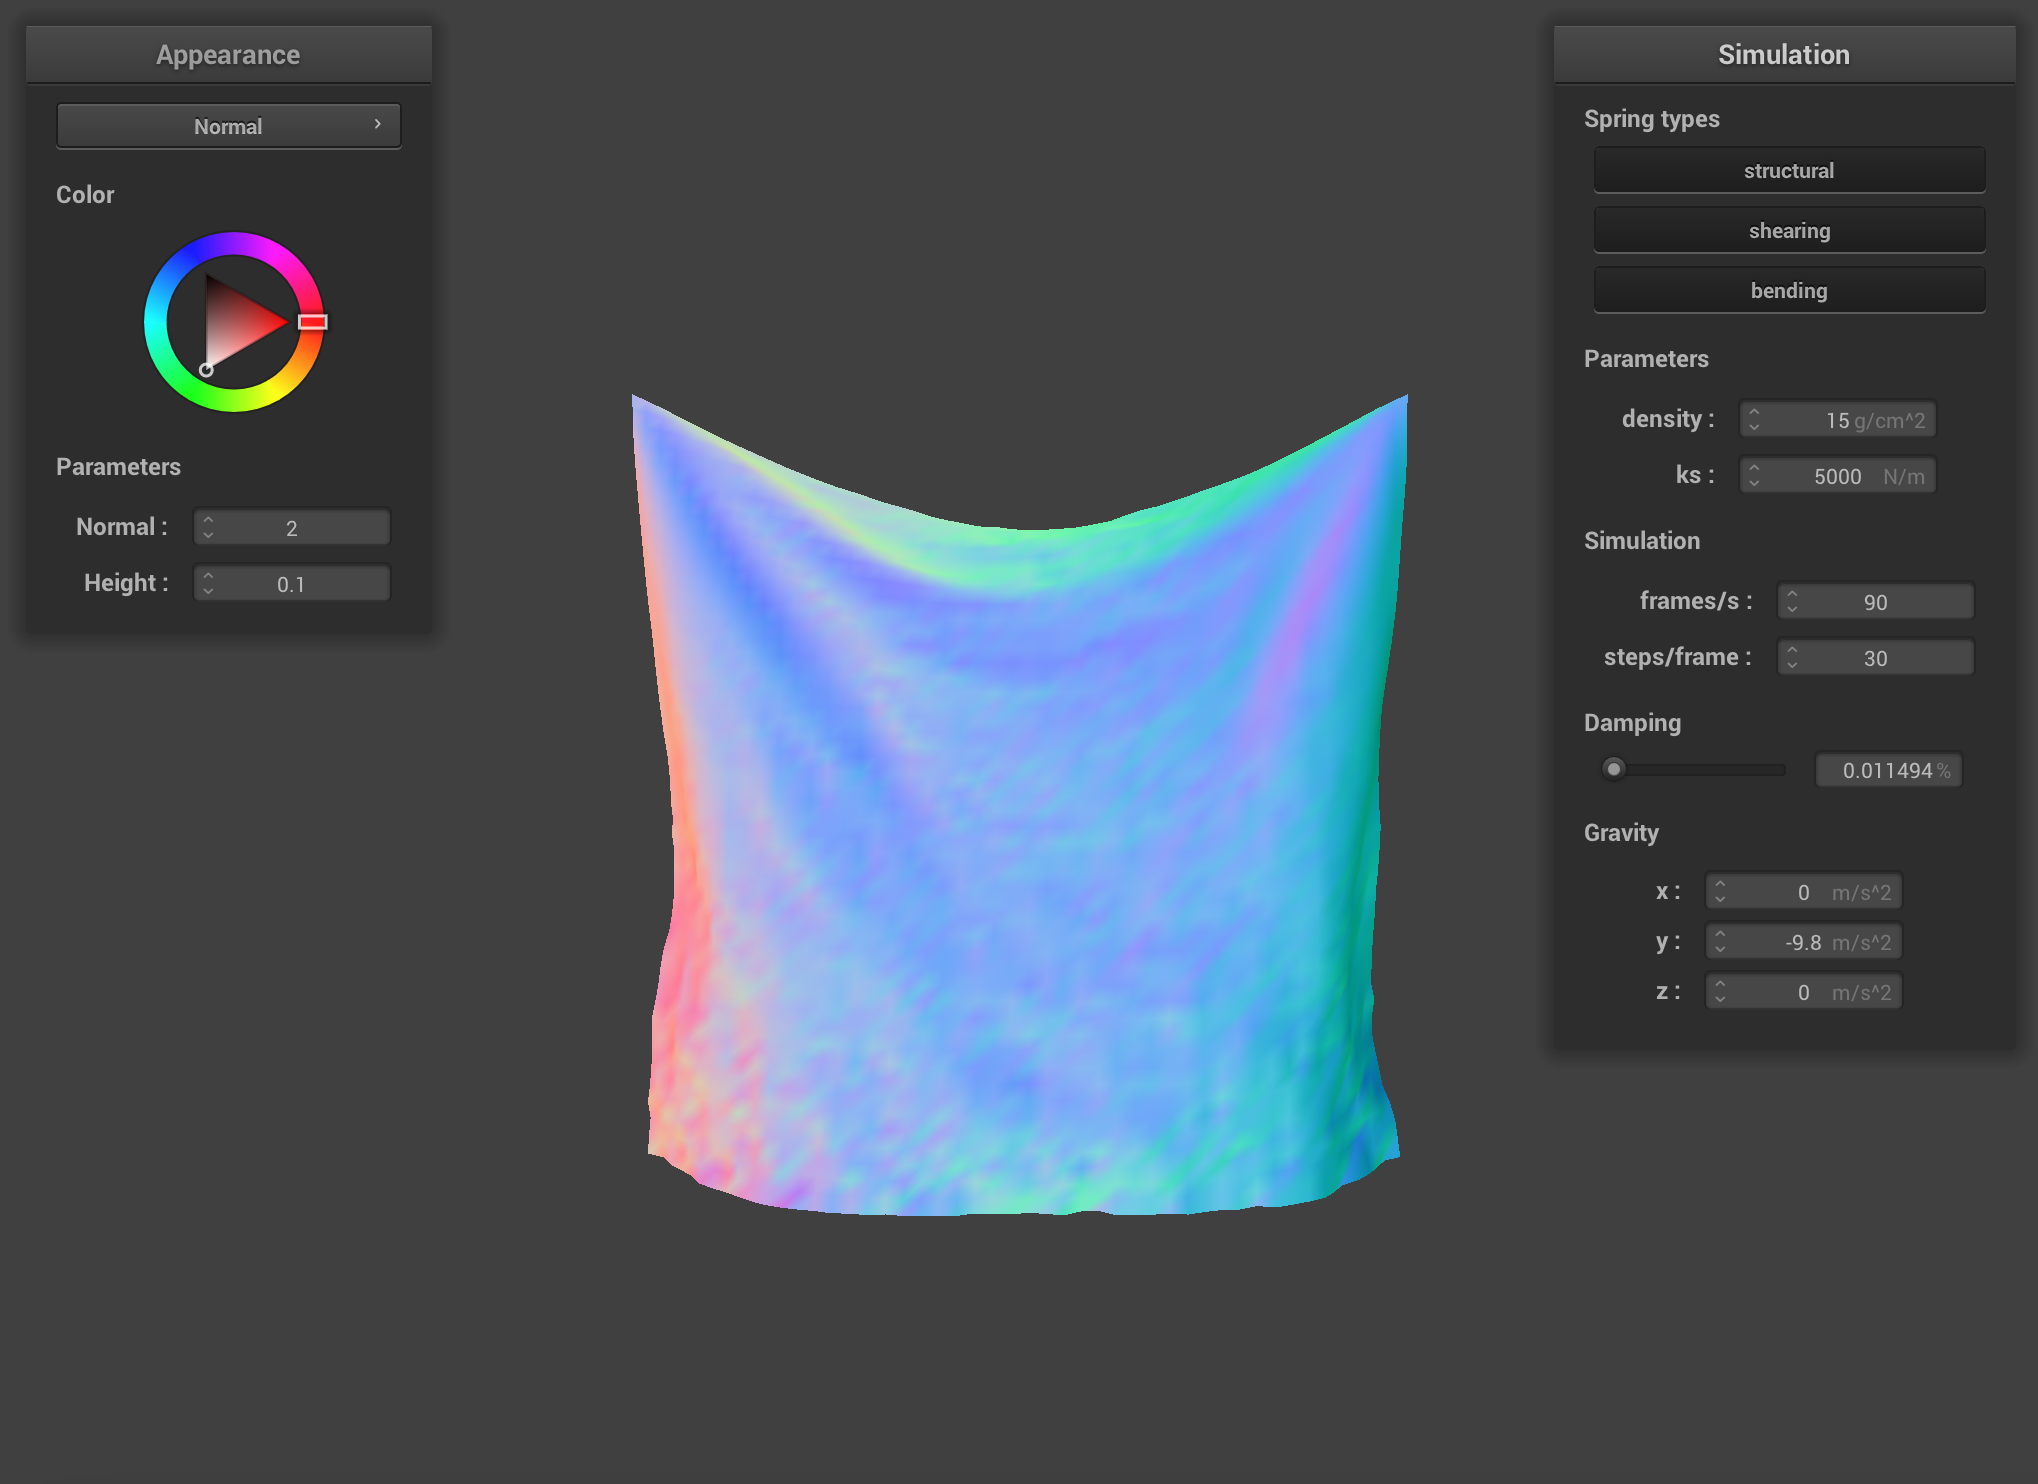 Appearance
Normal
Color
Parameters
Normal : 2
Height : 0.1
Simulation
Spring types
structural
shearing
bending
Parameters
density : 15 g/cm^2
ks : 5000 N/m
Simulation
frames/s : 90
steps/frame : 30
Damping
0.011494 %
Gravity
x : 0 m/s^2
y : -9.8 m/s^2
z : 0 m/s^2